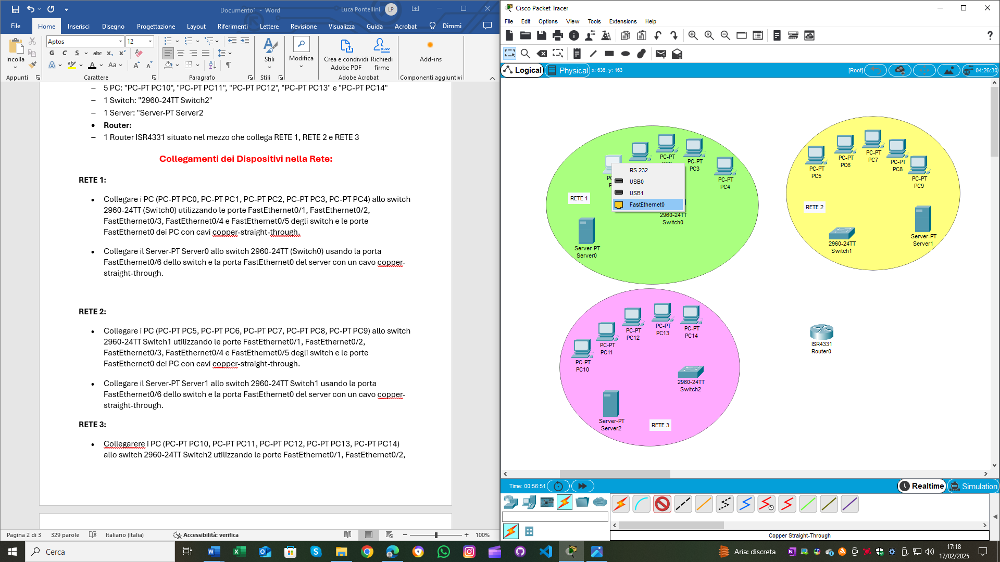 Documento1 - Word
Luca Pontellini
LP
File
Home
Inserisci
Disegno
Progettazione
Layout
Riferimenti
Lettere
Revisione
Visualizza
Guida
Acrobat
Dimmi
Incolla
Appunti
Aptos
12
G C S abc x₂ x²
A ab A Aa A A
Carattere
Paragrafo
Stili
Stili
Modifica
Crea e condividi
Adobe PDF
Richiedi
firme
Adobe Acrobat
Add-ins
Componenti aggiuntivi
– 5 PC: "PC-PT PC10", "PC-PT PC11", "PC-PT PC12", "PC-PT PC13" e "PC-PT PC14"
– 1 Switch: "2960-24TT Switch2"
– 1 Server: "Server-PT Server2
• Router:
– 1 Router ISR4331 situato nel mezzo che collega RETE 1, RETE 2 e RETE 3
Collegamenti dei Dispositivi nella Rete:
RETE 1:
• Collegare i PC (PC-PT PC0, PC-PT PC1, PC-PT PC2, PC-PT PC3, PC-PT PC4) allo switch
2960-24TT (Switch0) utilizzando le porte FastEthernet0/1, FastEthernet0/2,
FastEthernet0/3, FastEthernet0/4 e FastEthernet0/5 degli switch e le porte
FastEthernet0 dei PC con cavi copper-straight-through.
• Collegare il Server-PT Server0 allo switch 2960-24TT (Switch0) usando la porta
FastEthernet0/6 dello switch e la porta FastEthernet0 del server con un cavo copper-
straight-through.
RETE 2:
• Collegare i PC (PC-PT PC5, PC-PT PC6, PC-PT PC7, PC-PT PC8, PC-PT PC9) allo switch
2960-24TT Switch1 utilizzando le porte FastEthernet0/1, FastEthernet0/2,
FastEthernet0/3, FastEthernet0/4 e FastEthernet0/5 degli switch e le porte
FastEthernet0 dei PC con cavi copper-straight-through.
• Collegare il Server-PT Server1 allo switch 2960-24TT Switch1 usando la porta
FastEthernet0/6 dello switch e la porta FastEthernet0 del server con un cavo copper-
straight-through.
RETE 3:
• Collegarere i PC (PC-PT PC10, PC-PT PC11, PC-PT PC12, PC-PT PC13, PC-PT PC14)
allo switch 2960-24TT Switch2 utilizzando le porte FastEthernet0/1, FastEthernet0/2,
Pagina 2 di 3
329 parole
Italiano (Italia)
Accessibilità: verifica
100%
Cisco Packet Tracer
File
Edit
Options
View
Tools
Extensions
Help
?
Logical
Physical
x: 636, y: 163
[Root]
04:26:30
PC-PT
PC3
PC-PT
PC4
RS 232
USB0
USB1
FastEthernet0
RETE 1
2960-24TT
Switch0
Server-PT
Server0
PC-PT
PC5
PC-PT
PC6
PC-PT
PC7
PC-PT
PC8
PC-PT
PC9
RETE 2
2960-24TT
Switch1
Server-PT
Server1
PC-PT
PC10
PC-PT
PC11
PC-PT
PC12
PC-PT
PC13
PC-PT
PC14
2960-24TT
Switch2
Server-PT
Server2
RETE 3
ISR4331
Router0
Time: 00:56:51
Realtime
Simulation
Copper Straight-Through
Cerca
Aria: discreta
17:18
17/02/2025